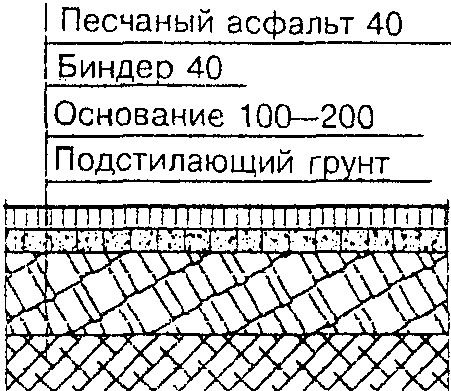 Песчаный асфальт 40
Биндер 40
Основание 100—200
Подстилающий грунт